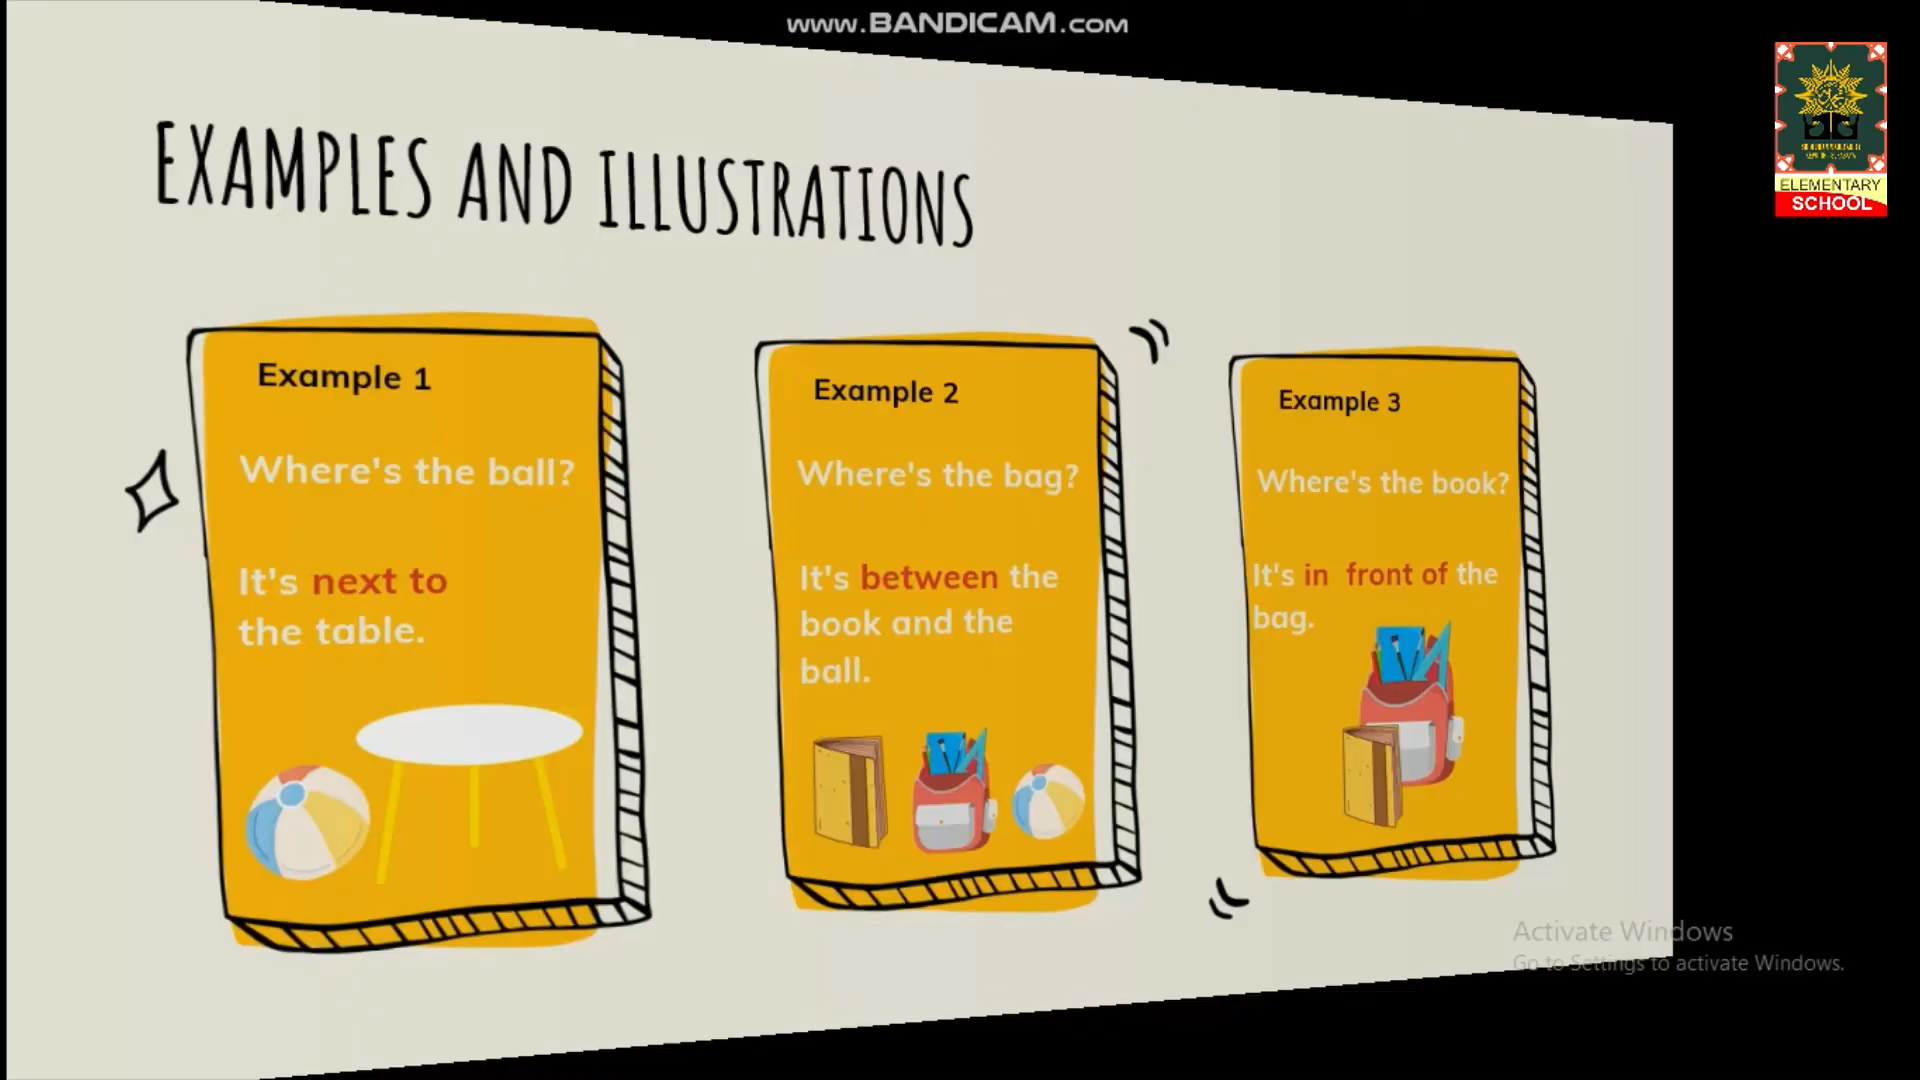 www.BANDICAM.COM
EXAMPLES AND ILLUSTRATIONS
Example 1
Where's the ball?
It's next to
the table.
Example 2
Where's the bag?
It's between the
book and the
ball.
Example 3
Where's the book?
It's in front of the
bag.
ELEMENTARY
SCHOOL
Activate Windows
Go to Settings to activate Windows.